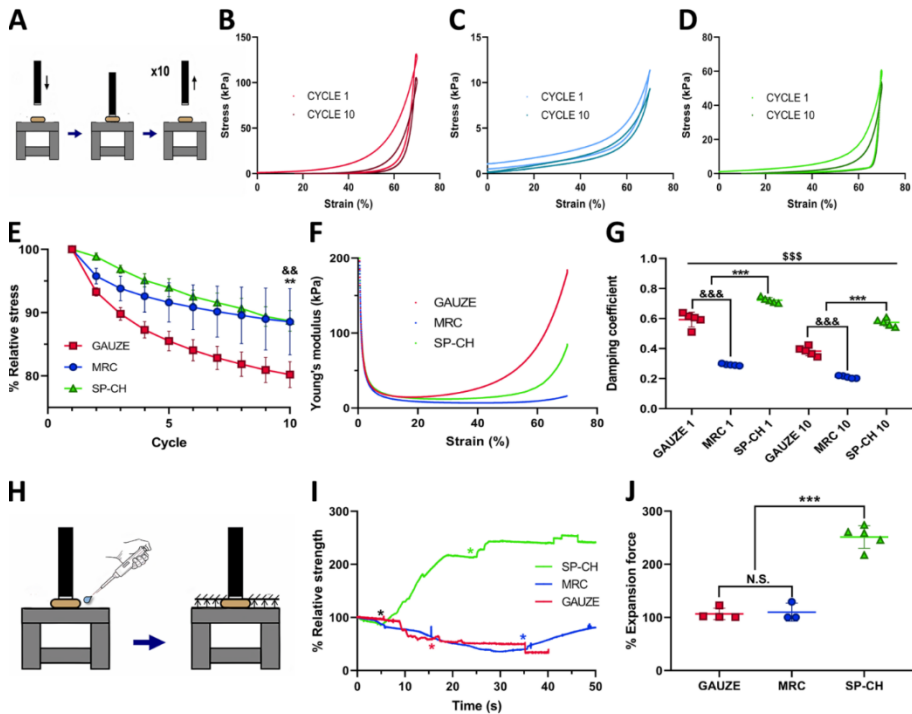 A
x10
B
Stress (kPa)
150
100
50
0
0 20 40 60 80
CYCLE 1
CYCLE 10
Strain (%)
C
Stress (kPa)
15
10
5
0
0 20 40 60 80
CYCLE 1
CYCLE 10
Strain (%)
D
Stress (kPa)
80
60
40
20
0
0 20 40 60 80
CYCLE 1
CYCLE 10
Strain (%)
E
% Relative stress
100
90
80
0 5 10
GAUZE
MRC
SP-CH
&&
**
Cycle
F
Young's modulus (kPa)
200
100
0
0 20 40 60 80
GAUZE
MRC
SP-CH
Strain (%)
G
Damping coefficient
1.0
0.8
0.6
0.4
0.2
0.0
$$$
***
&&&
***
&&&
GAUZE 1
MRC 1
SP-CH 1
GAUZE 10
MRC 10
SP-CH 10
H
I
% Relative strength
300
200
100
0
0 10 20 30 40 50
*
*
*
*
SP-CH
MRC
GAUZE
Time (s)
J
% Expansion force
300
200
100
0
***
N.S.
GAUZE MRC SP-CH